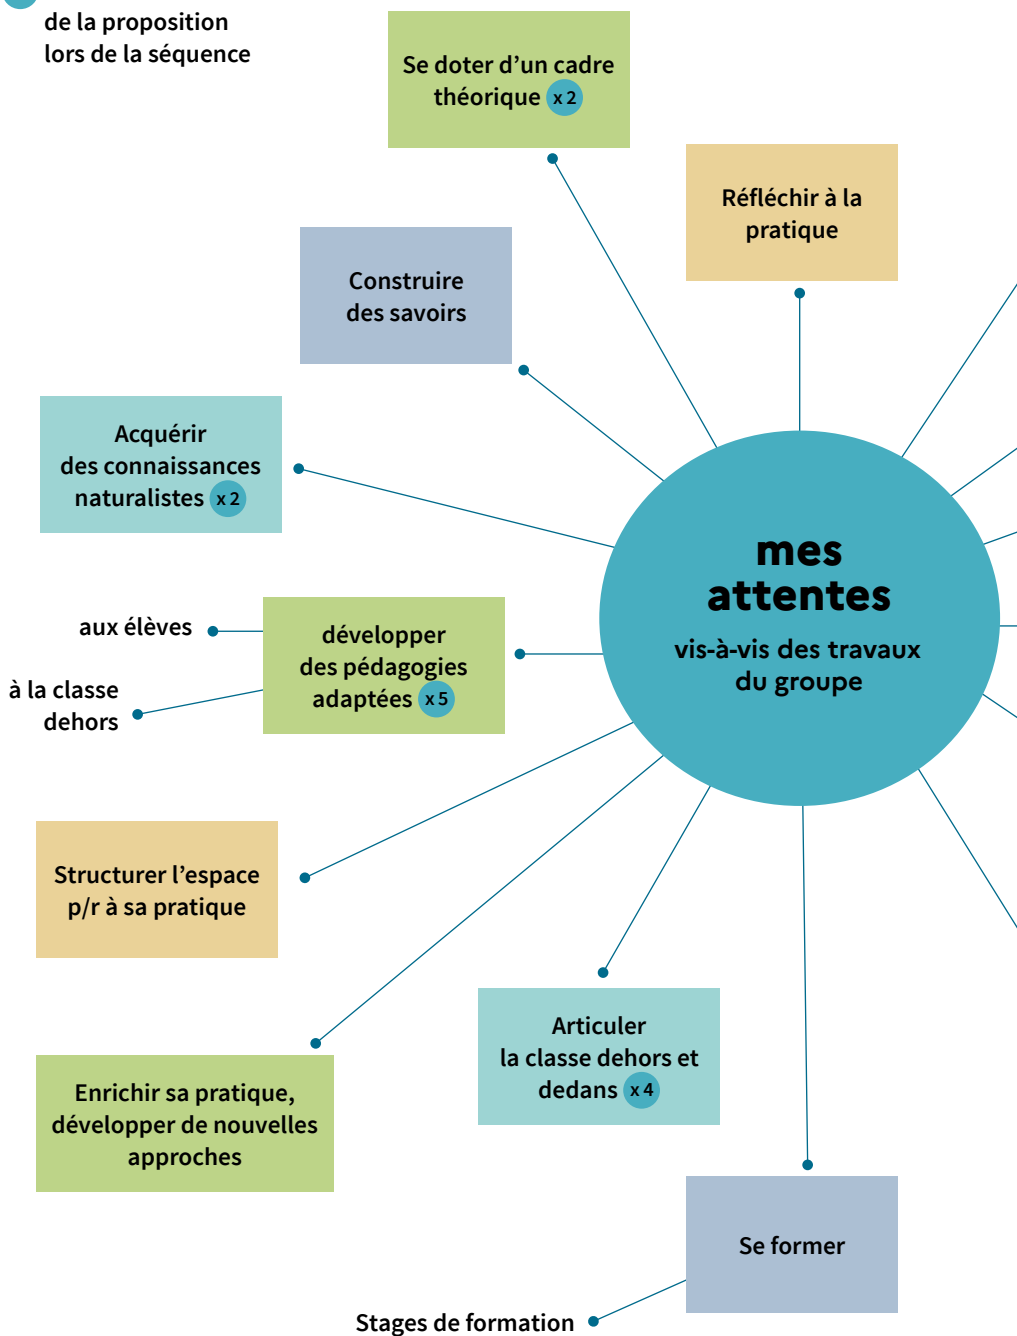 de la proposition
lors de la séquence
Se doter d’un cadre
théorique x 2
Réfléchir à la
pratique
Construire
des savoirs
Acquérir
des connaissances
naturalistes x 2
mes
attentes
vis-à-vis des travaux
du groupe
aux élèves
à la classe
dehors
développer
des pédagogies
adaptées x 5
Structurer l’espace
p/r à sa pratique
Articuler
la classe dehors et
dedans x 4
Enrichir sa pratique,
développer de nouvelles
approches
Se former
Stages de formation